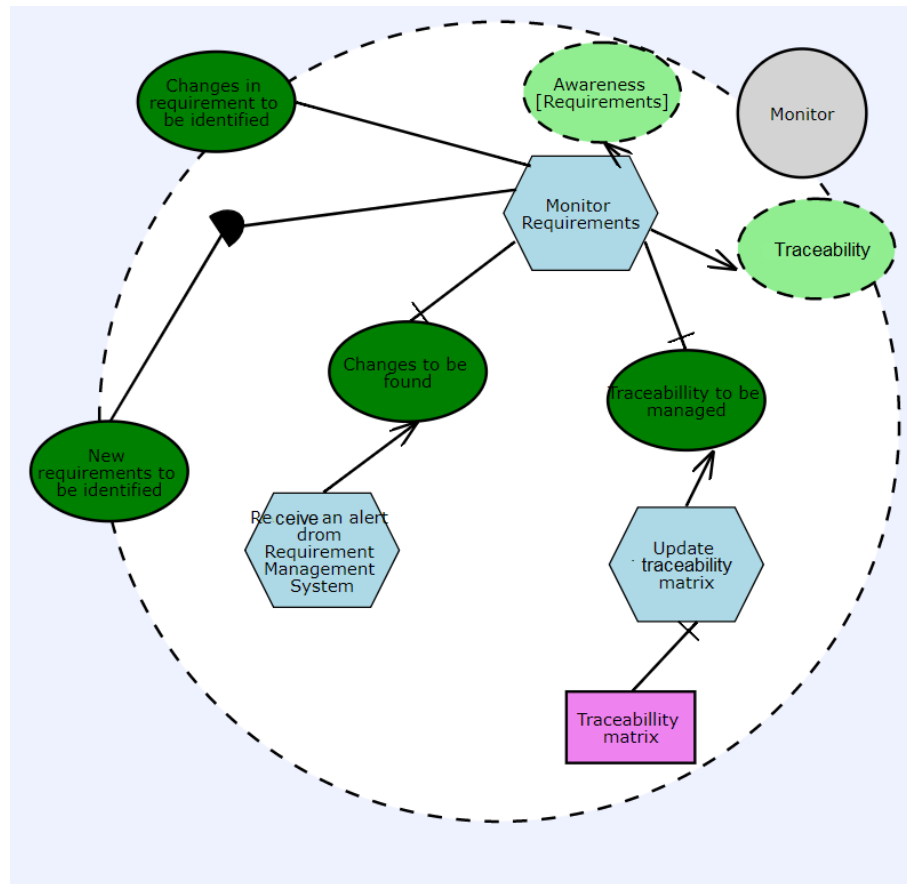 Changes in
requirement to
be identified
Awareness
[Requirements]
Monitor
Monitor
Requirements
Traceability
Changes to be
found
Traceabillity to be
managed
New
requirements to
be identified
Receive an alert
drom
Requirement
Management
System
Update
traceability
matrix
Traceabillity
matrix